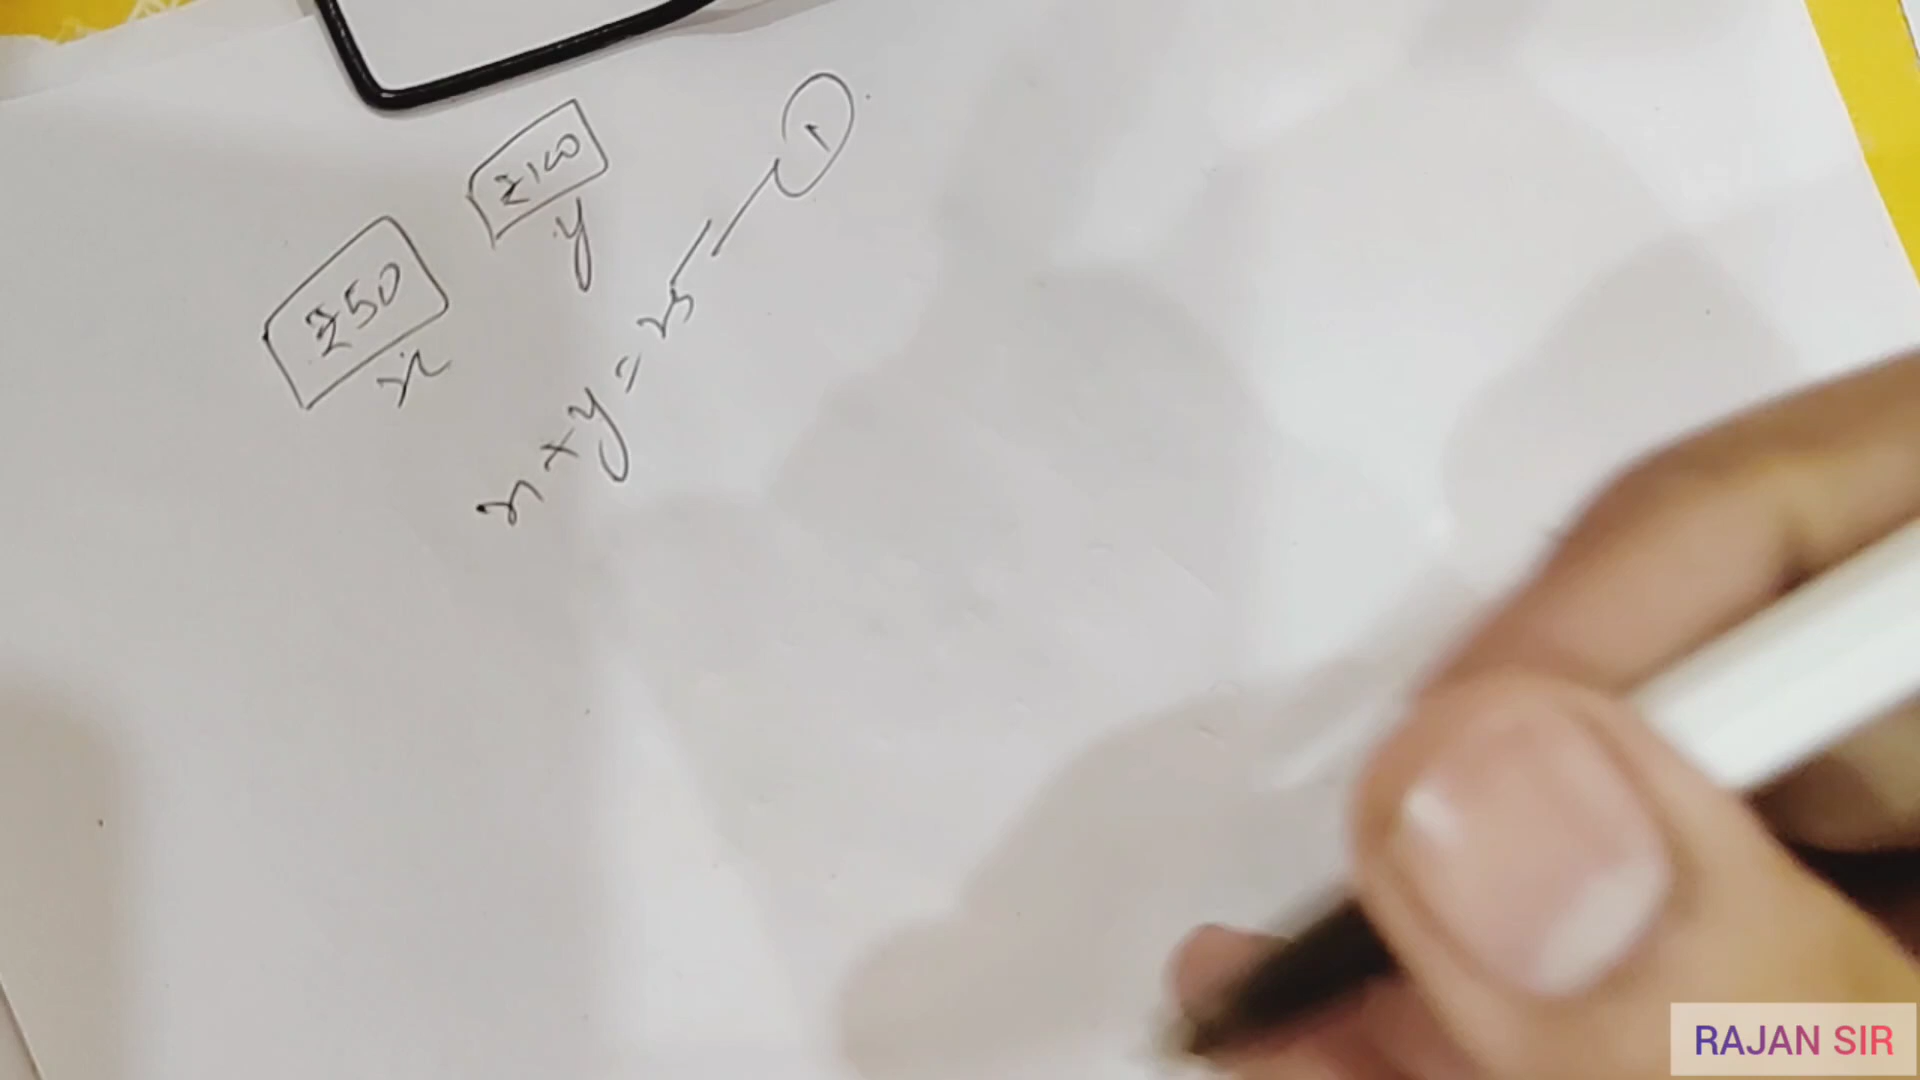 ₹50
x
₹100
y
x + y = 25 — 1
RAJAN SIR